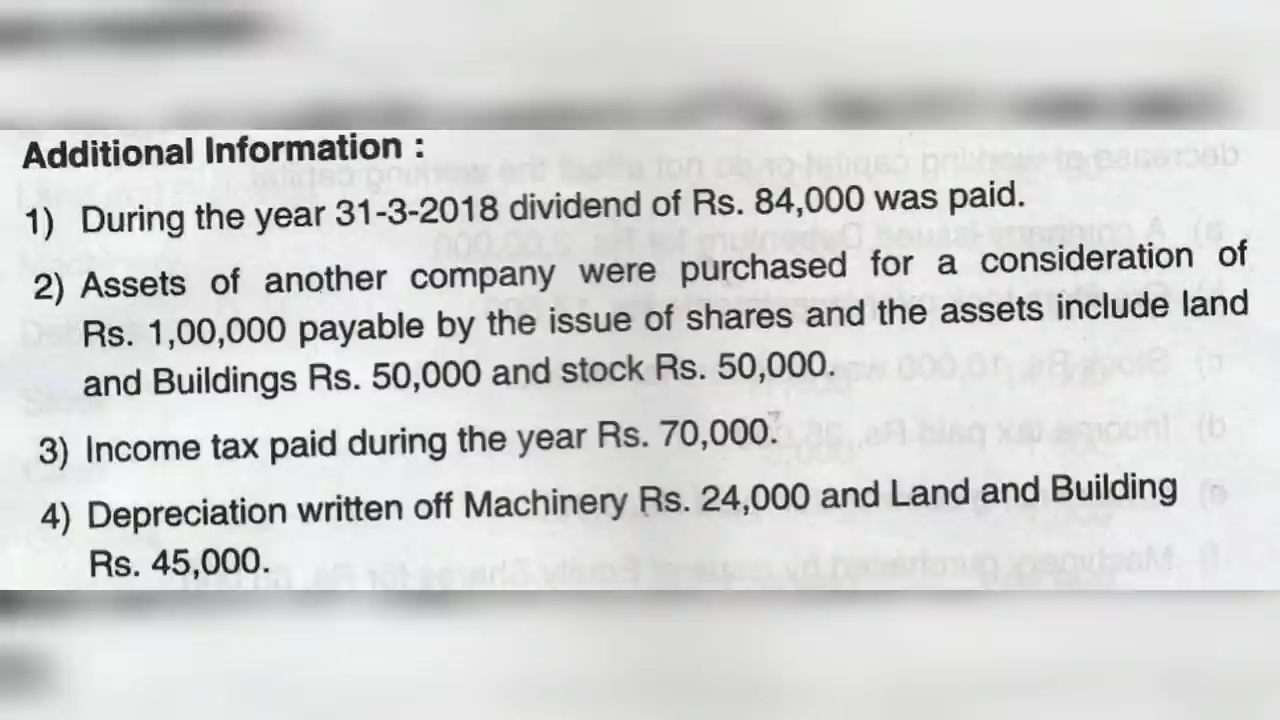 Additional Information :
1) During the year 31-3-2018 dividend of Rs. 84,000 was paid.
2) Assets of another company were purchased for a consideration of
Rs. 1,00,000 payable by the issue of shares and the assets include land
and Buildings Rs. 50,000 and stock Rs. 50,000.
3) Income tax paid during the year Rs. 70,000.
4) Depreciation written off Machinery Rs. 24,000 and Land and Building
Rs. 45,000.